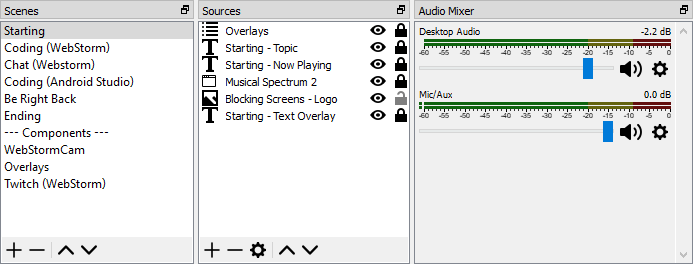 Scenes
Starting
Coding (WebStorm)
Chat (Webstorm)
Coding (Android Studio)
Be Right Back
Ending
--- Components ---
WebStormCam
Overlays
Twitch (WebStorm)
Sources
Overlays
Starting - Topic
Starting - Now Playing
Musical Spectrum 2
Blocking Screens - Logo
Starting - Text Overlay
Audio Mixer
Desktop Audio -2.2 dB
-60 -55 -50 -45 -40 -35 -30 -25 -20 -15 -10 -5 0
Mic/Aux 0.0 dB
-60 -55 -50 -45 -40 -35 -30 -25 -20 -15 -10 -5 0